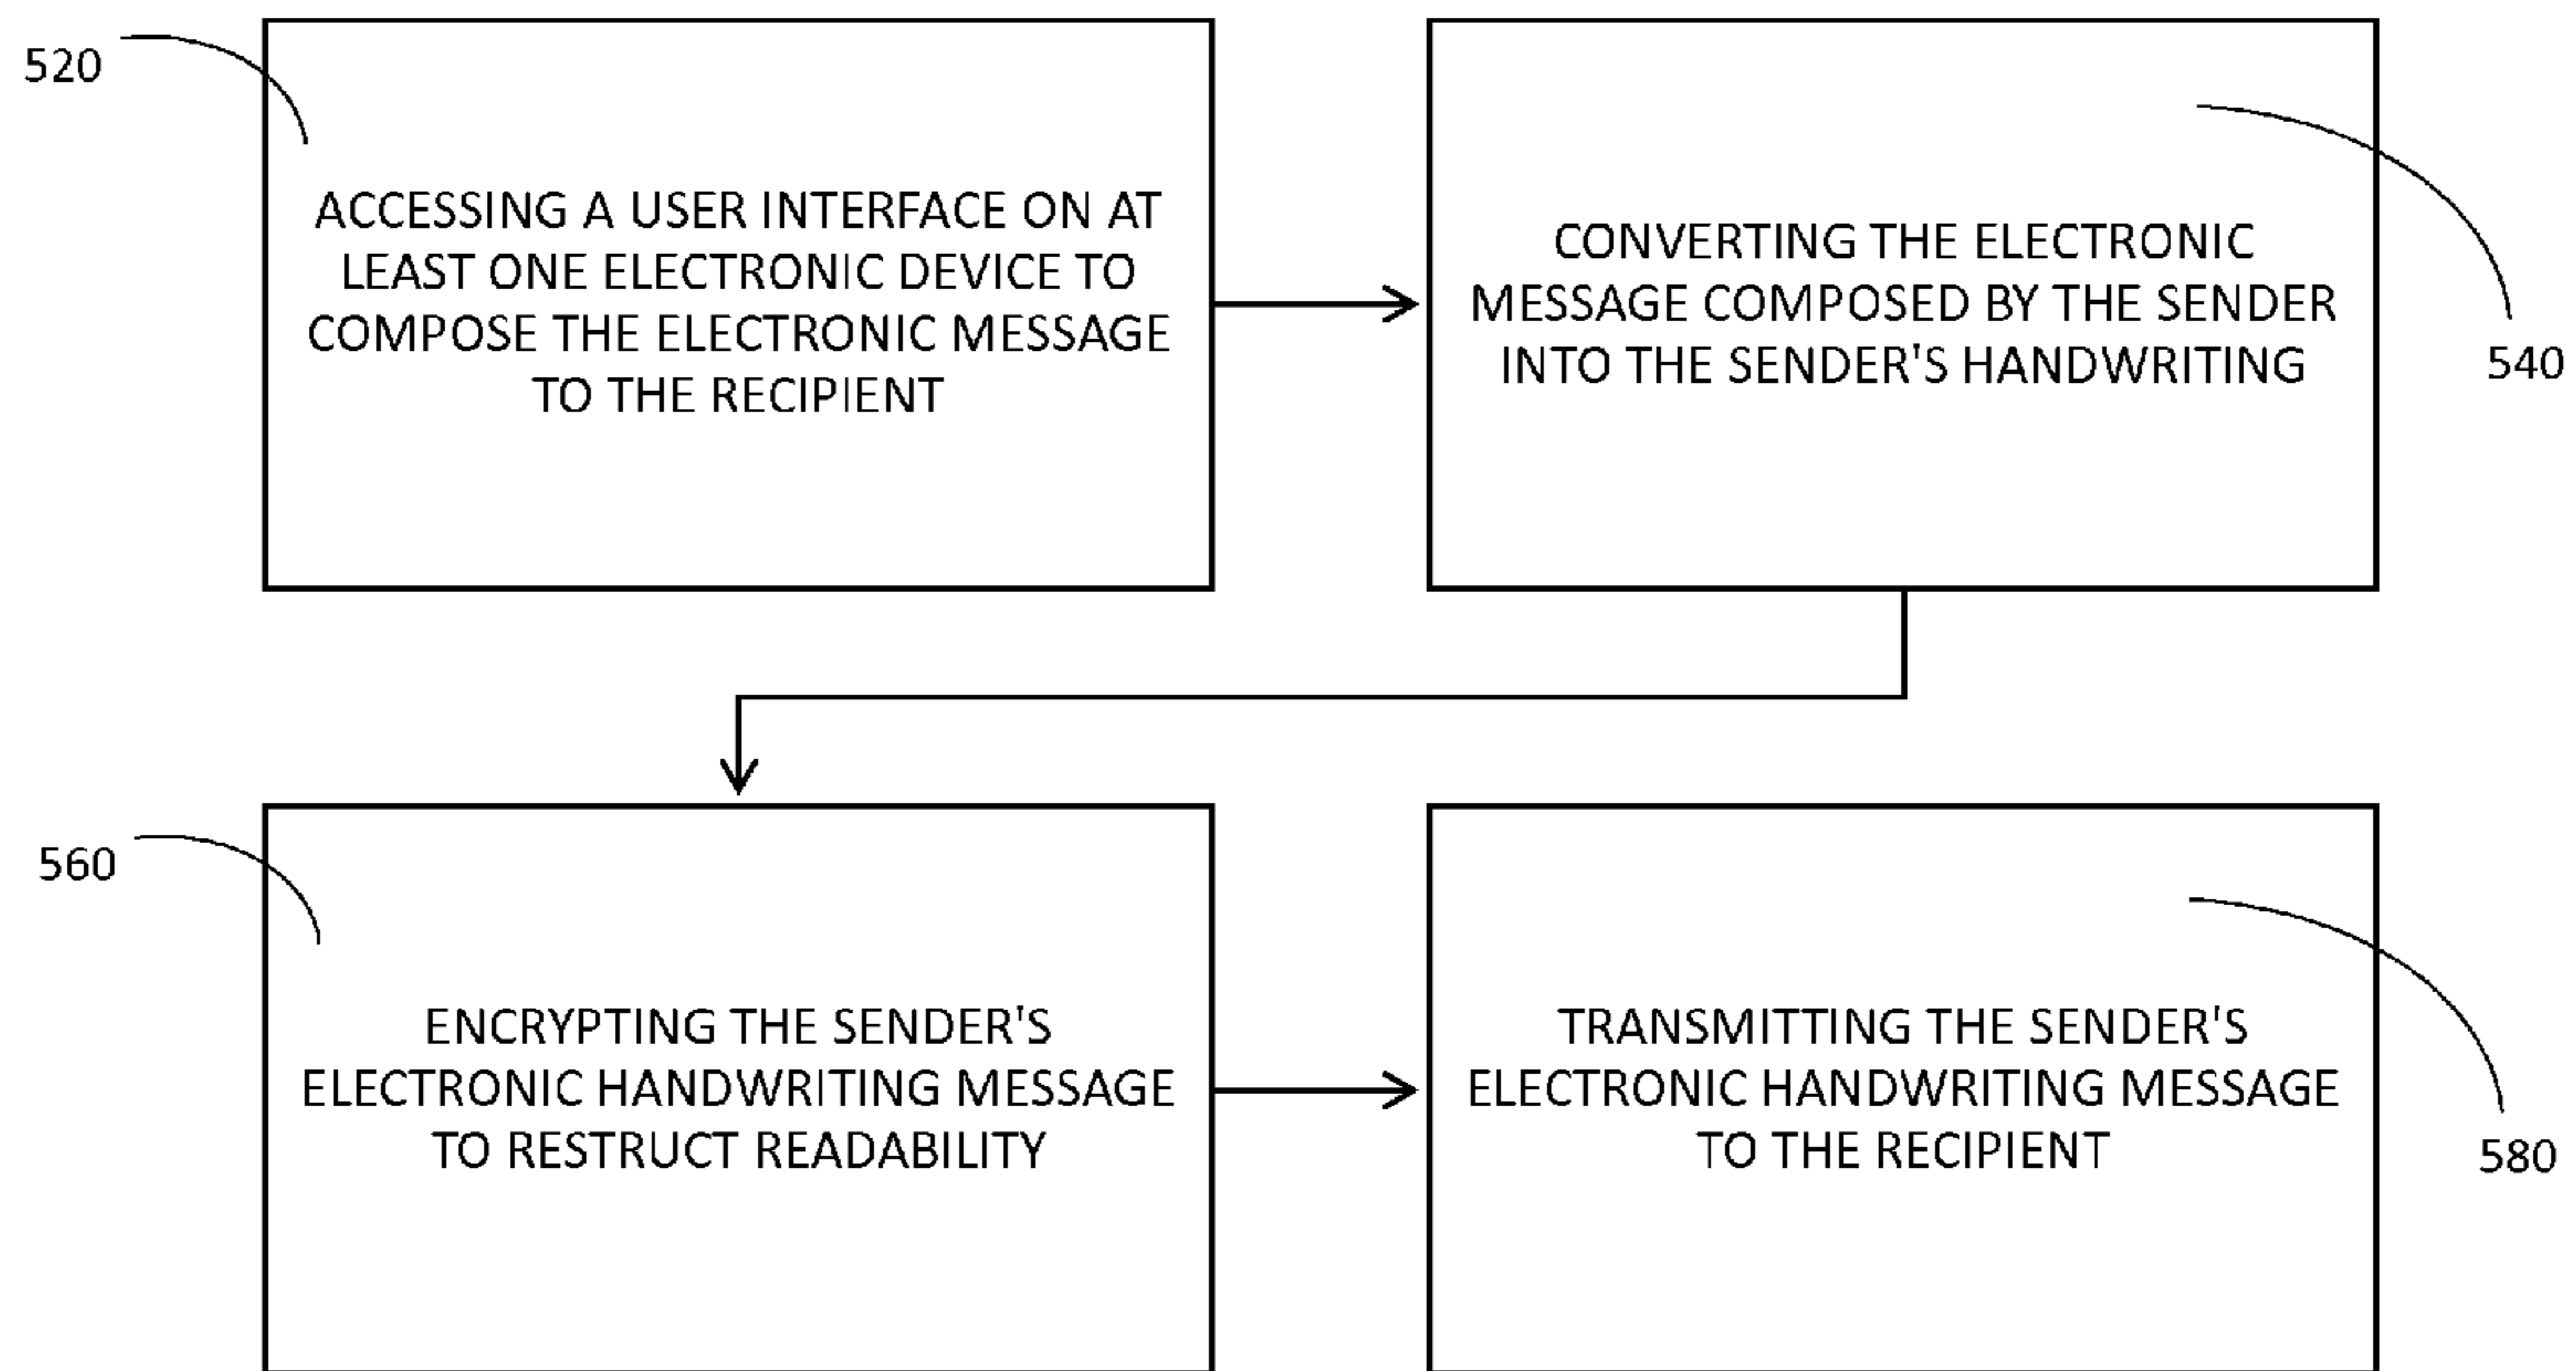 520
ACCESSING A USER INTERFACE ON AT
LEAST ONE ELECTRONIC DEVICE TO
COMPOSE THE ELECTRONIC MESSAGE
TO THE RECIPIENT
CONVERTING THE ELECTRONIC
MESSAGE COMPOSED BY THE SENDER
INTO THE SENDER'S HANDWRITING
540
560
ENCRYPTING THE SENDER'S
ELECTRONIC HANDWRITING MESSAGE
TO RESTRUCT READABILITY
TRANSMITTING THE SENDER'S
ELECTRONIC HANDWRITING MESSAGE
TO THE RECIPIENT
580